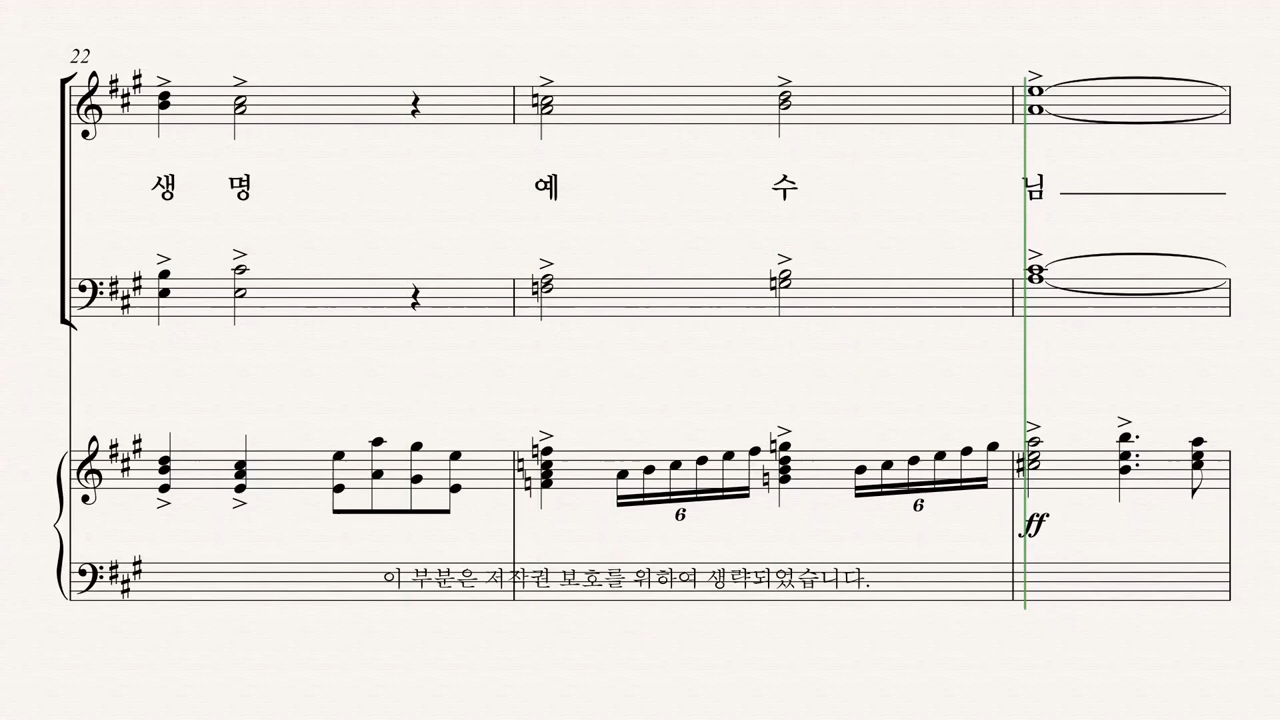 22
생 명 예 수 님
6 6
ff
이 부분은 저작권 보호를 위하여 생략되었습니다.